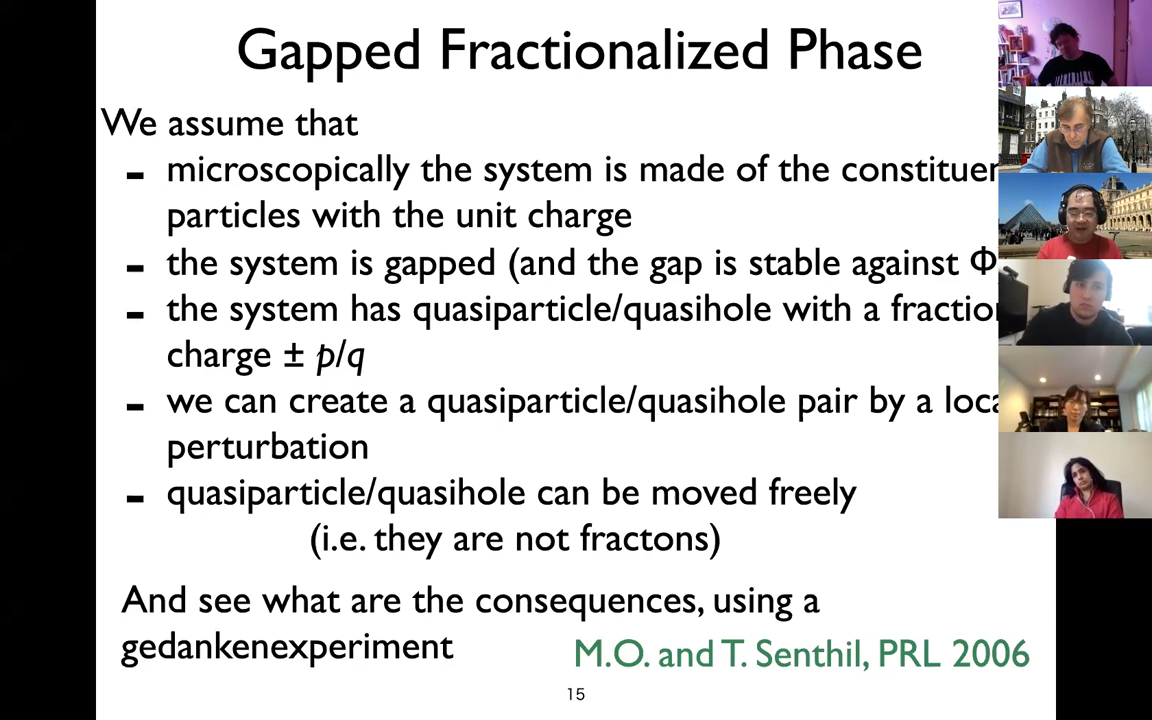 Gapped Fractionalized Phase
We assume that
- microscopically the system is made of the
particles with the unit charge
- the system is gapped (and the gap is stable against Φ
- the system has quasiparticle/quasihole with a
charge ± p/q
- we can create a quasiparticle/quasihole pair by a
perturbation
- quasiparticle/quasihole can be moved freely
(i.e. they are not fractons)
And see what are the consequences, using a
gedankenexperiment
M.O. and T. Senthil, PRL 2006
15